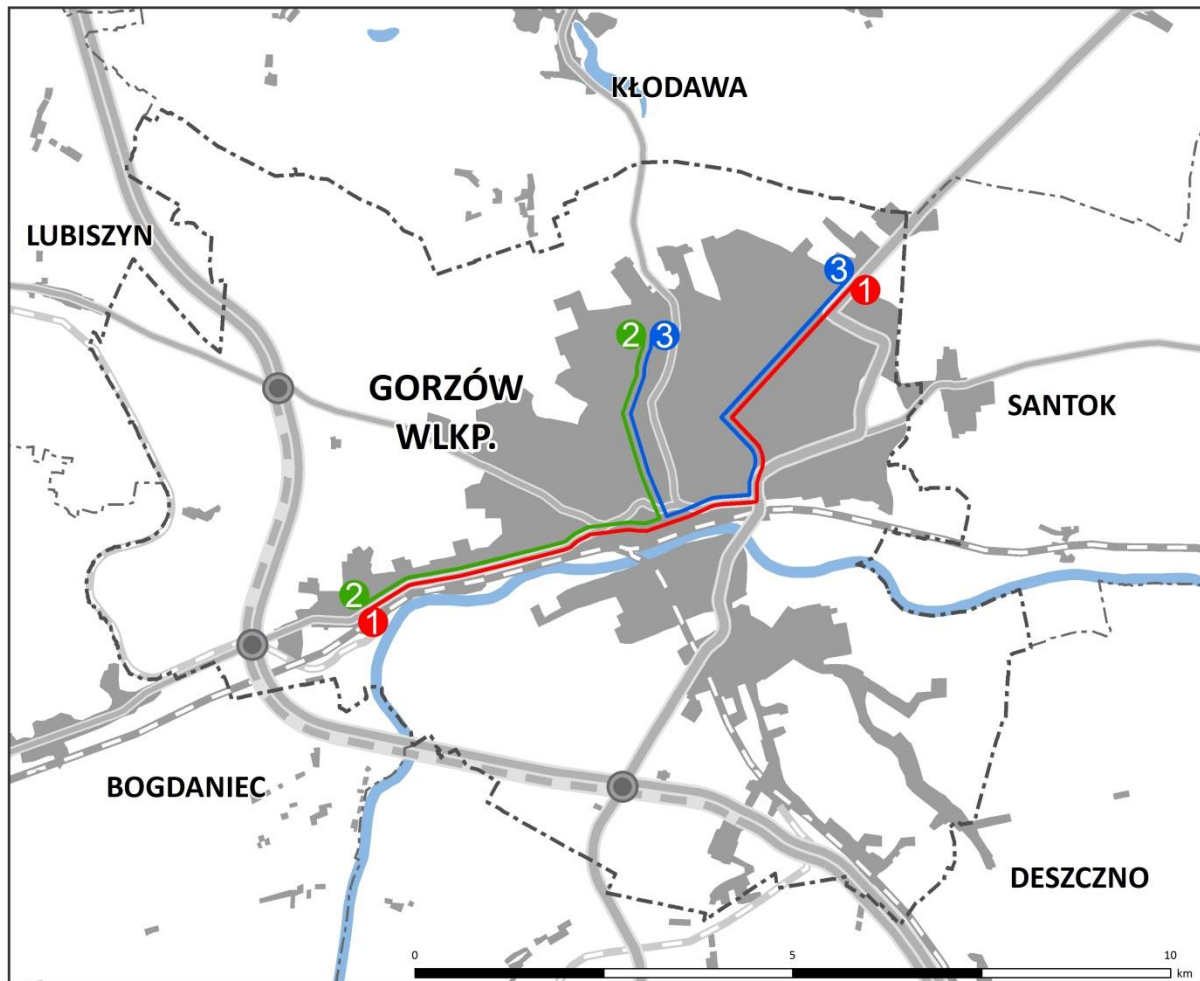 KŁODAWA
LUBISZYN
3
1
2
3
GORZÓW
WLKP.
SANTOK
2
1
BOGDANIEC
DESZCZNO
0
5
10
km